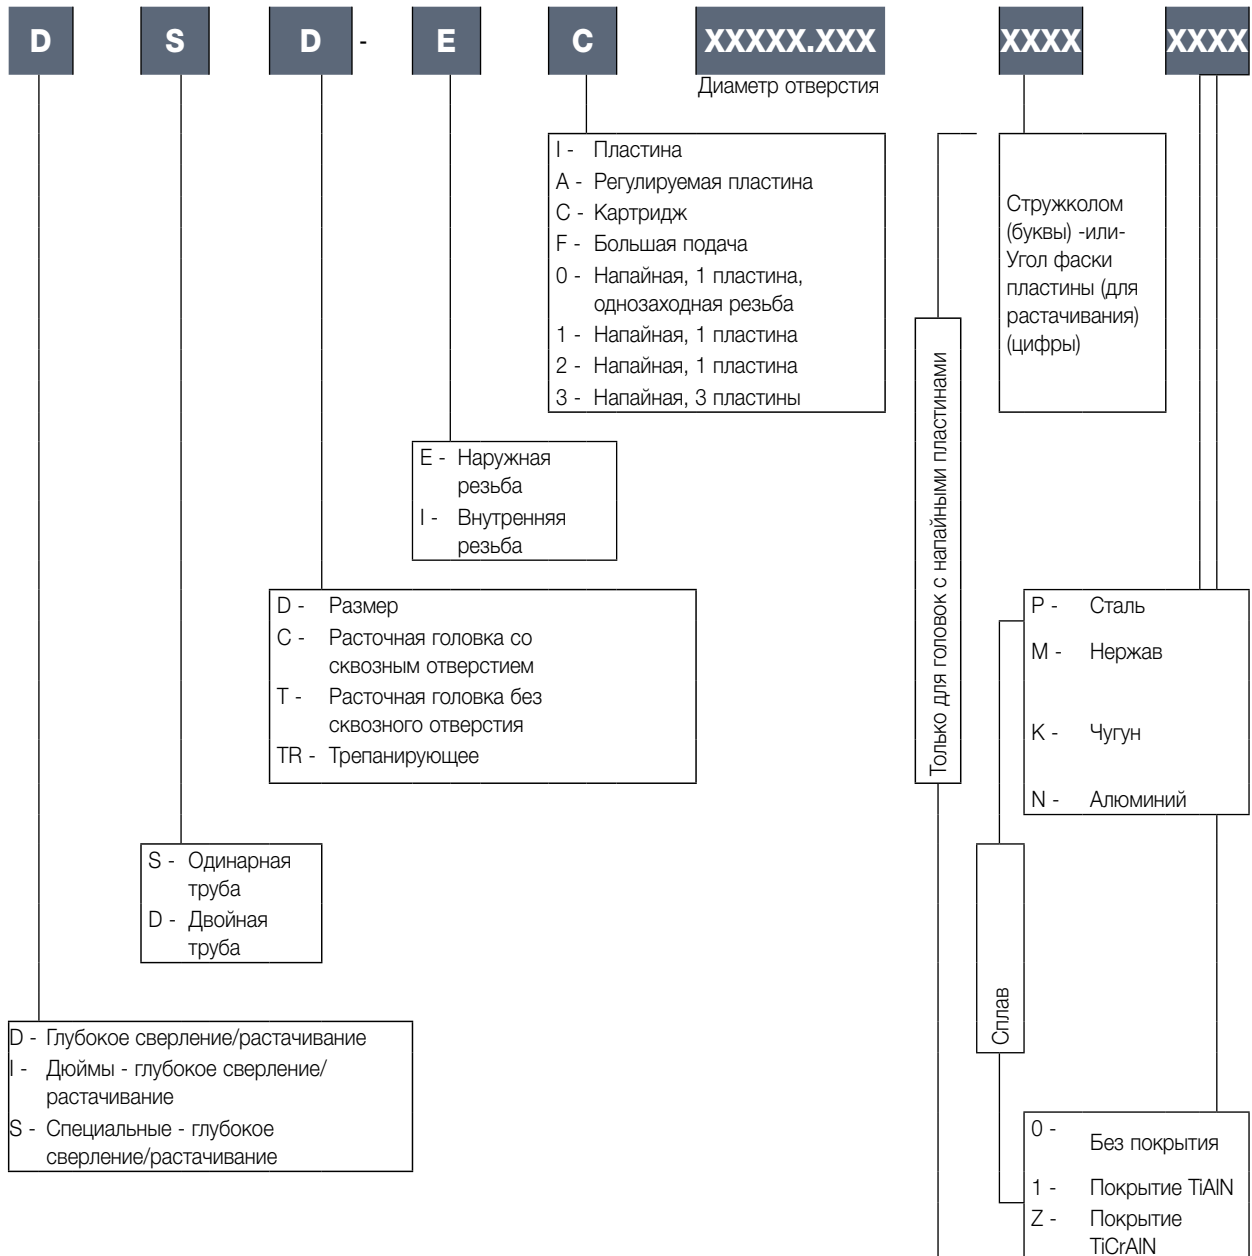 D S D - E C XXXXX.XXX XXXX XXXX
Диаметр отверстия
I - Пластина
A - Регулируемая пластина
C - Картридж
F - Большая подача
0 - Напайная, 1 пластина,
однозаходная резьба
1 - Напайная, 1 пластина
2 - Напайная, 1 пластина
3 - Напайная, 3 пластины
Стружколом
(буквы) -или-
Угол фаски
пластины (для
растачивания)
(цифры)
Только для головок с напайными пластинами
E - Наружная
резьба
I - Внутренняя
резьба
D - Размер
C - Расточная головка со
сквозным отверстием
T - Расточная головка без
сквозного отверстия
TR - Трепанирующее
P - Сталь
M - Нержав
K - Чугун
N - Алюминий
S - Одинарная
труба
D - Двойная
труба
Сплав
D - Глубокое сверление/растачивание
I - Дюймы - глубокое сверление/
растачивание
S - Специальные - глубокое
сверление/растачивание
0 - Без покрытия
1 - Покрытие TiAlN
Z - Покрытие
TiCrAlN